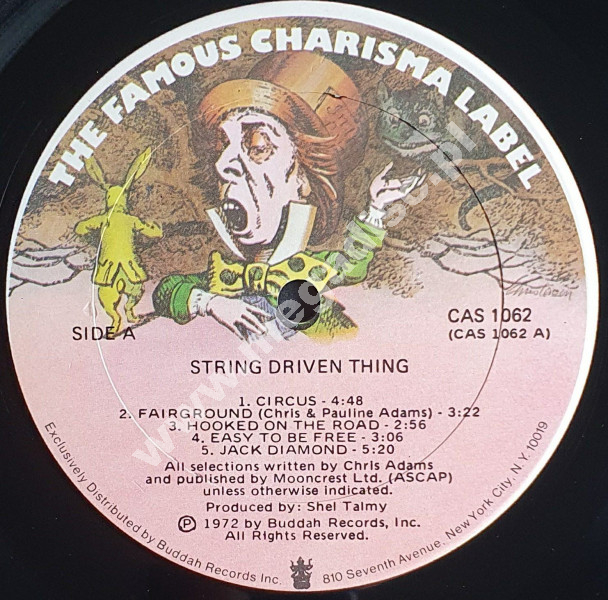 THE FAMOUS CHARISMA LABEL
SIDE A
CAS 1062
(CAS 1062 A)
STRING DRIVEN THING
1. CIRCUS - 4:48
2. FAIRGROUND (Chris & Pauline Adams) - 3:22
3. HOOKED ON THE ROAD - 2:56
4. EASY TO BE FREE - 3:06
5. JACK DIAMOND - 5:20
All selections written by Chris Adams
and published by Mooncrest Ltd. (ASCAP)
unless otherwise indicated.
Produced by: Shel Talmy
Ⓟ 1972 by Buddah Records, Inc.
All Rights Reserved.
Exclusively Distributed by Buddah Records Inc. 810 Seventh Avenue, New York City, N.Y. 10019